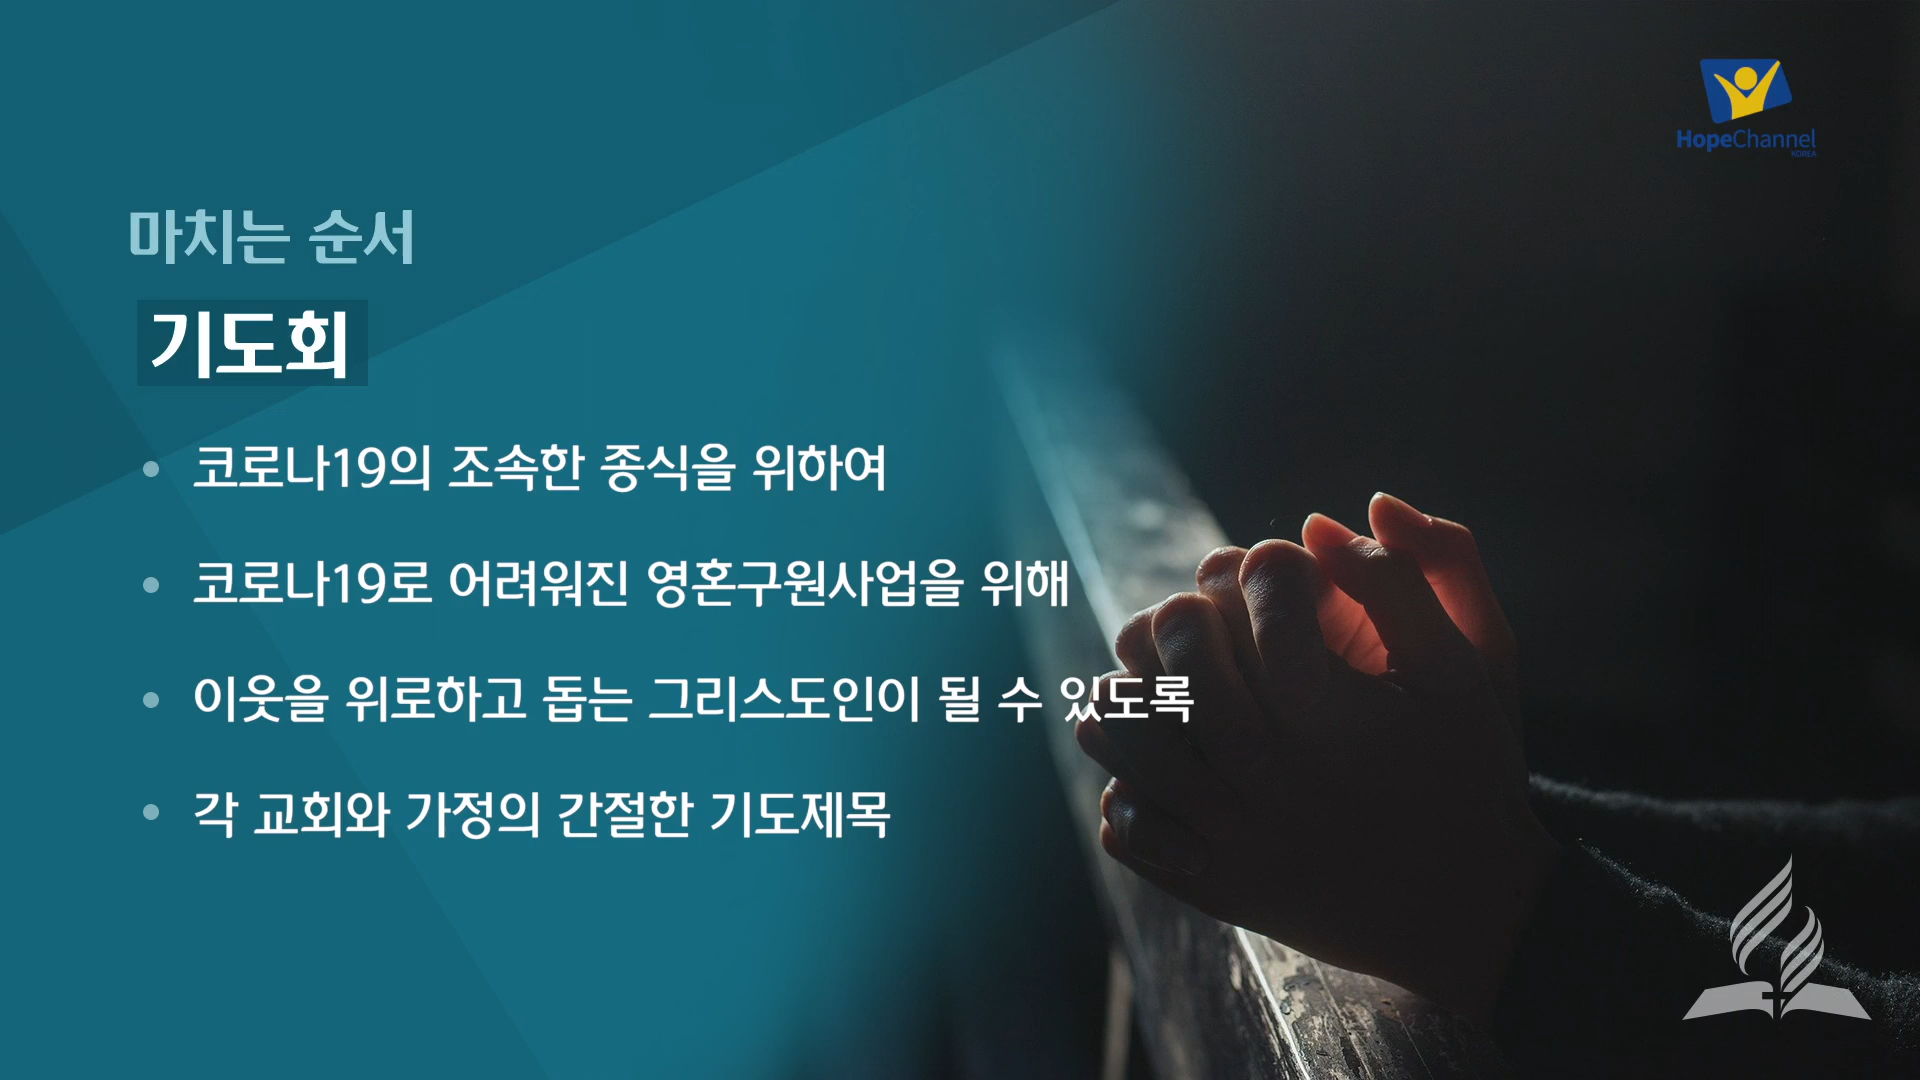 HopeChannel
KOREA
마치는 순서
기도회
• 코로나19의 조속한 종식을 위하여
• 코로나19로 어려워진 영혼구원사업을 위해
• 이웃을 위로하고 돕는 그리스도인이 될 수 있도록
• 각 교회와 가정의 간절한 기도제목